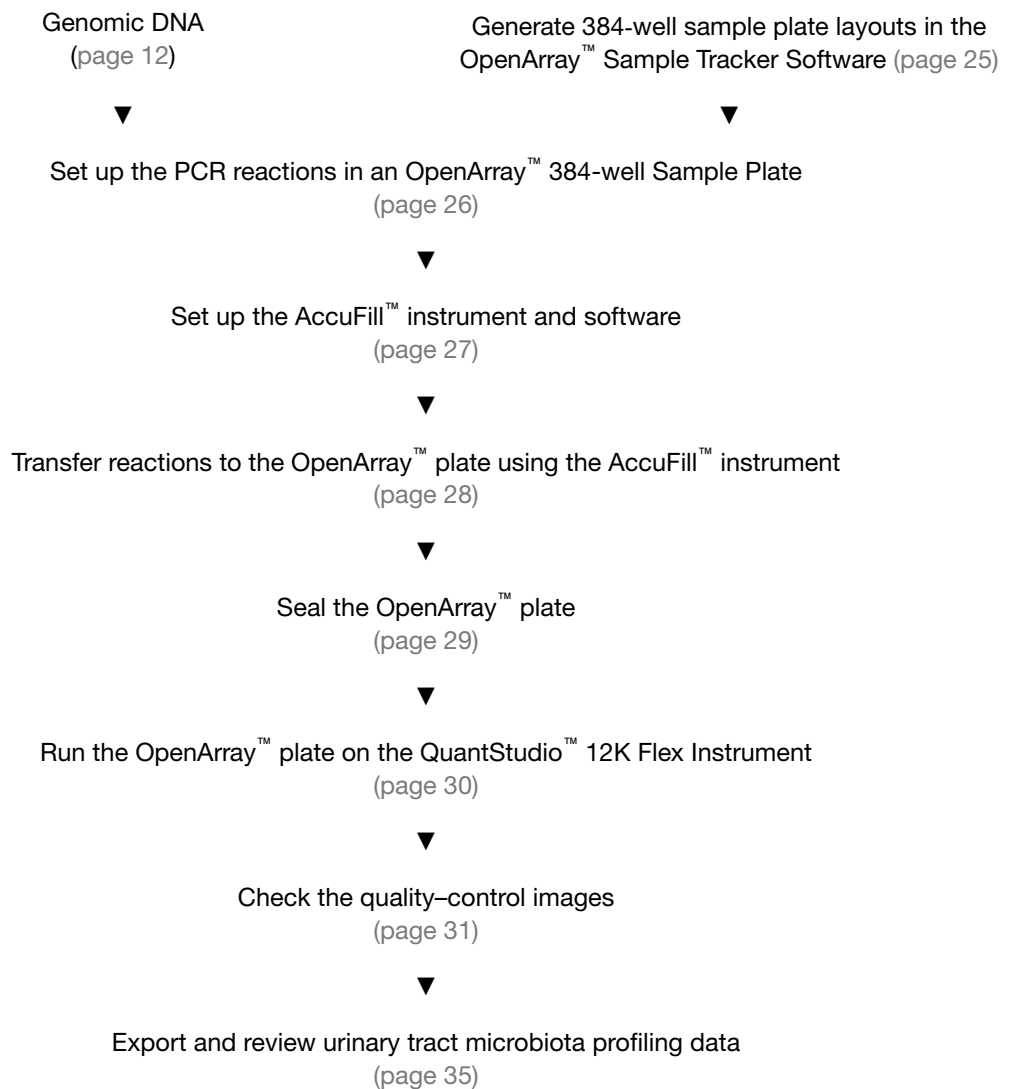 Genomic DNA
(page 12)
Generate 384-well sample plate layouts in the
OpenArray™ Sample Tracker Software (page 25)
▼ ▼
Set up the PCR reactions in an OpenArray™ 384-well Sample Plate
(page 26)
▼
Set up the AccuFill™ instrument and software
(page 27)
▼
Transfer reactions to the OpenArray™ plate using the AccuFill™ instrument
(page 28)
▼
Seal the OpenArray™ plate
(page 29)
▼
Run the OpenArray™ plate on the QuantStudio™ 12K Flex Instrument
(page 30)
▼
Check the quality–control images
(page 31)
▼
Export and review urinary tract microbiota profiling data
(page 35)